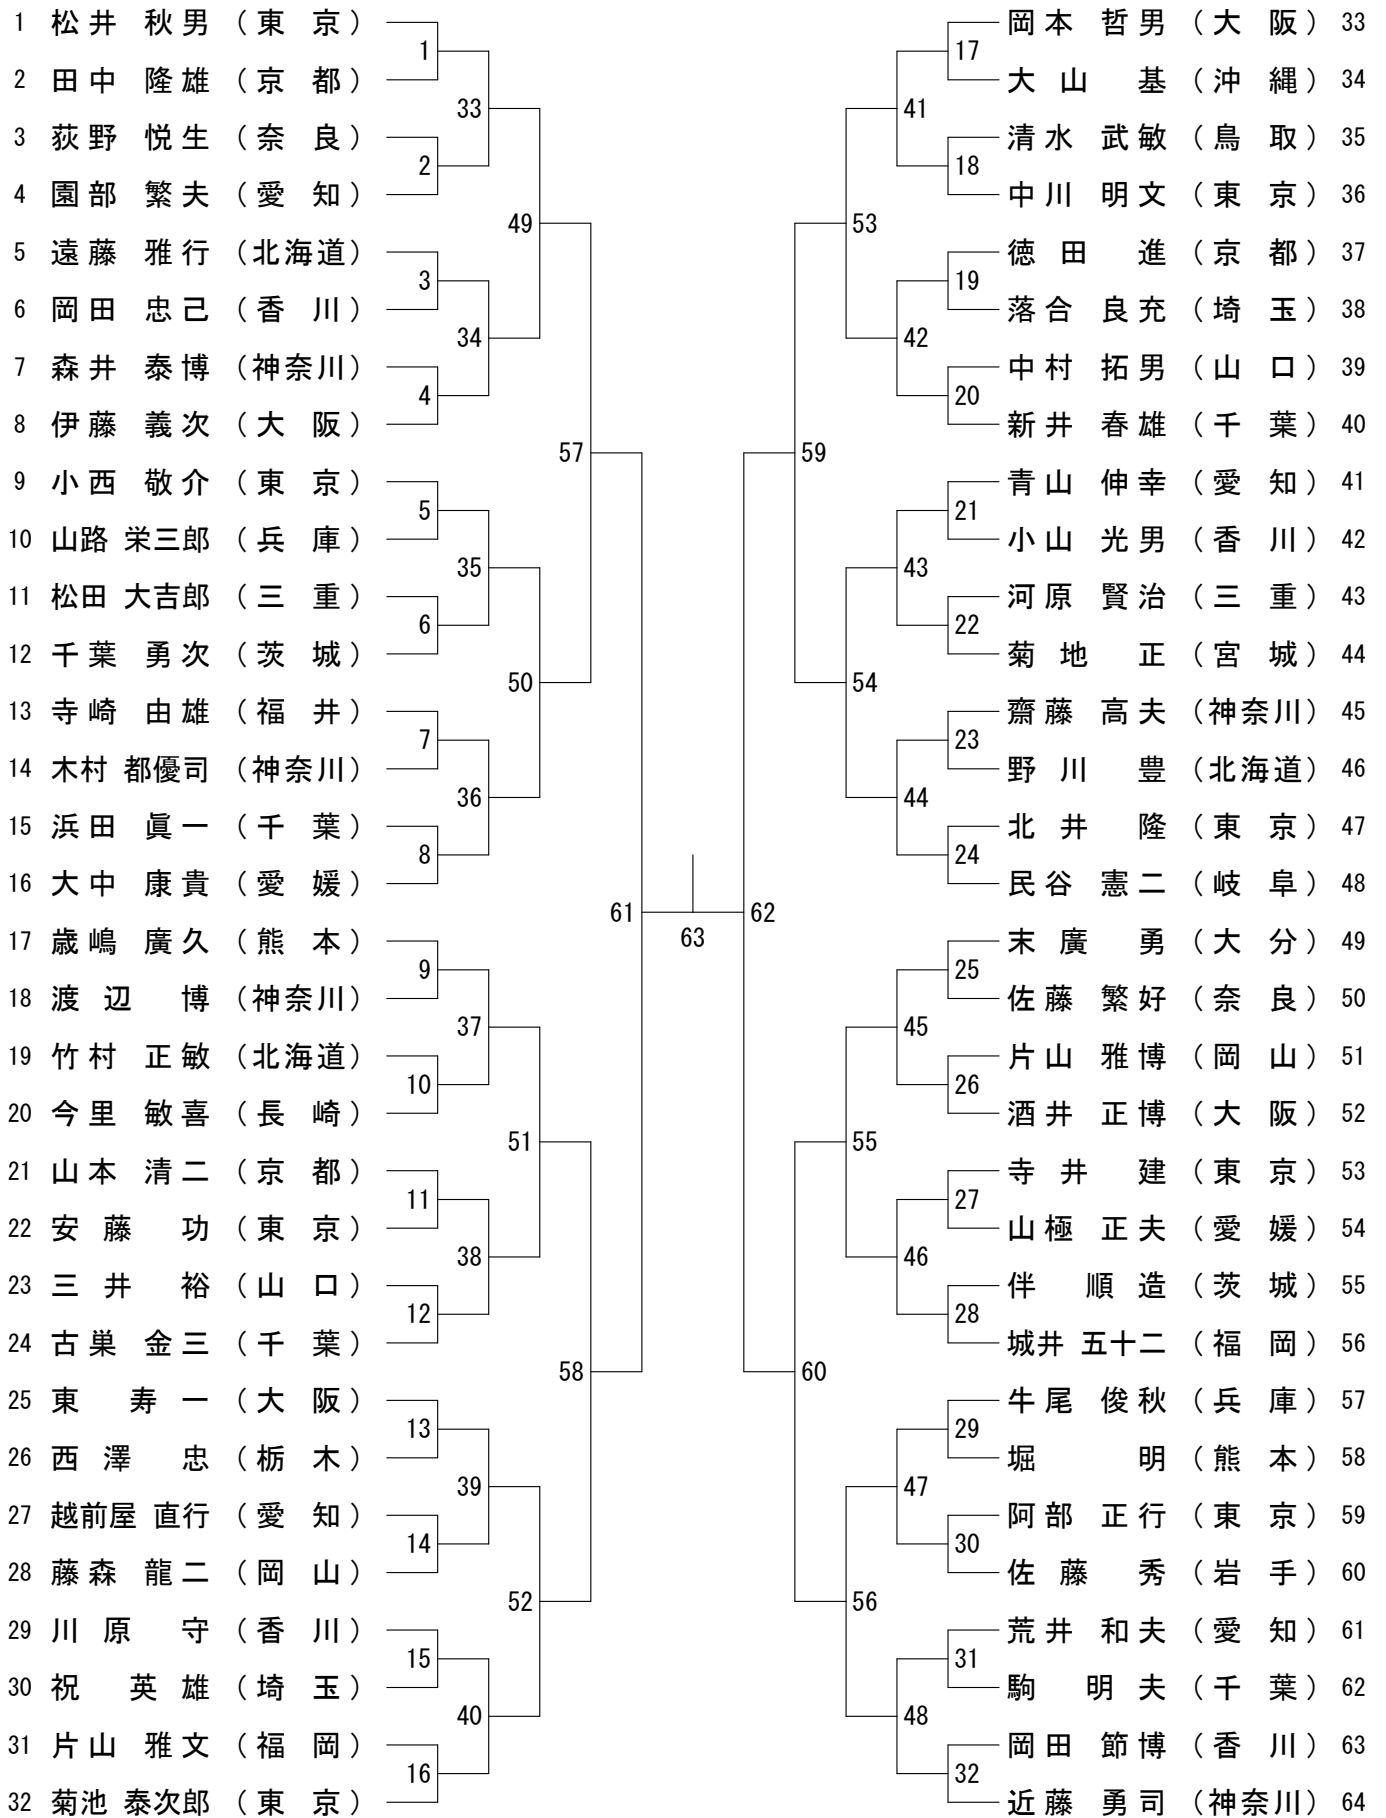 1 松井 秋男 (東 京)
2 田中 隆雄 (京 都)
3 荻野 悦生 (奈 良)
4 園部 繁夫 (愛 知)
5 遠藤 雅行 (北海道)
6 岡田 忠己 (香 川)
7 森井 泰博 (神奈川)
8 伊藤 義次 (大 阪)
9 小西 敬介 (東 京)
10 山路 栄三郎 (兵 庫)
11 松田 大吉郎 (三 重)
12 千葉 勇次 (茨 城)
13 寺崎 由雄 (福 井)
14 木村 都優司 (神奈川)
15 浜田 眞一 (千 葉)
16 大中 康貴 (愛 媛)
17 歳嶋 廣久 (熊 本)
18 渡辺 博 (神奈川)
19 竹村 正敏 (北海道)
20 今里 敏喜 (長 崎)
21 山本 清二 (京 都)
22 安藤 功 (東 京)
23 三井 裕 (山 口)
24 古巣 金三 (千 葉)
25 東 寿一 (大 阪)
26 西澤 忠 (栃 木)
27 越前屋 直行 (愛 知)
28 藤森 龍二 (岡 山)
29 川原 守 (香 川)
30 祝 英雄 (埼 玉)
31 片山 雅文 (福 岡)
32 菊池 泰次郎 (東 京)
1
2
3
4
5
6
7
8
9
10
11
12
13
14
15
16
33
34
35
36
37
38
39
40
49
50
51
52
57
58
61
63
62
59
60
53
54
55
56
41
42
43
44
45
46
47
48
17
18
19
20
21
22
23
24
25
26
27
28
29
30
31
32
岡本 哲男 (大 阪) 33
大山 基 (沖 縄) 34
清水 武敏 (鳥 取) 35
中川 明文 (東 京) 36
徳田 進 (京 都) 37
落合 良充 (埼 玉) 38
中村 拓男 (山 口) 39
新井 春雄 (千 葉) 40
青山 伸幸 (愛 知) 41
小山 光男 (香 川) 42
河原 賢治 (三 重) 43
菊地 正 (宮 城) 44
齋藤 高夫 (神奈川) 45
野川 豊 (北海道) 46
北井 隆 (東 京) 47
民谷 憲二 (岐 阜) 48
末廣 勇 (大 分) 49
佐藤 繁好 (奈 良) 50
片山 雅博 (岡 山) 51
酒井 正博 (大 阪) 52
寺井 建 (東 京) 53
山極 正夫 (愛 媛) 54
伴 順造 (茨 城) 55
城井 五十二 (福 岡) 56
牛尾 俊秋 (兵 庫) 57
堀 明 (熊 本) 58
阿部 正行 (東 京) 59
佐藤 秀 (岩 手) 60
荒井 和夫 (愛 知) 61
駒 明夫 (千 葉) 62
岡田 節博 (香 川) 63
近藤 勇司 (神奈川) 64